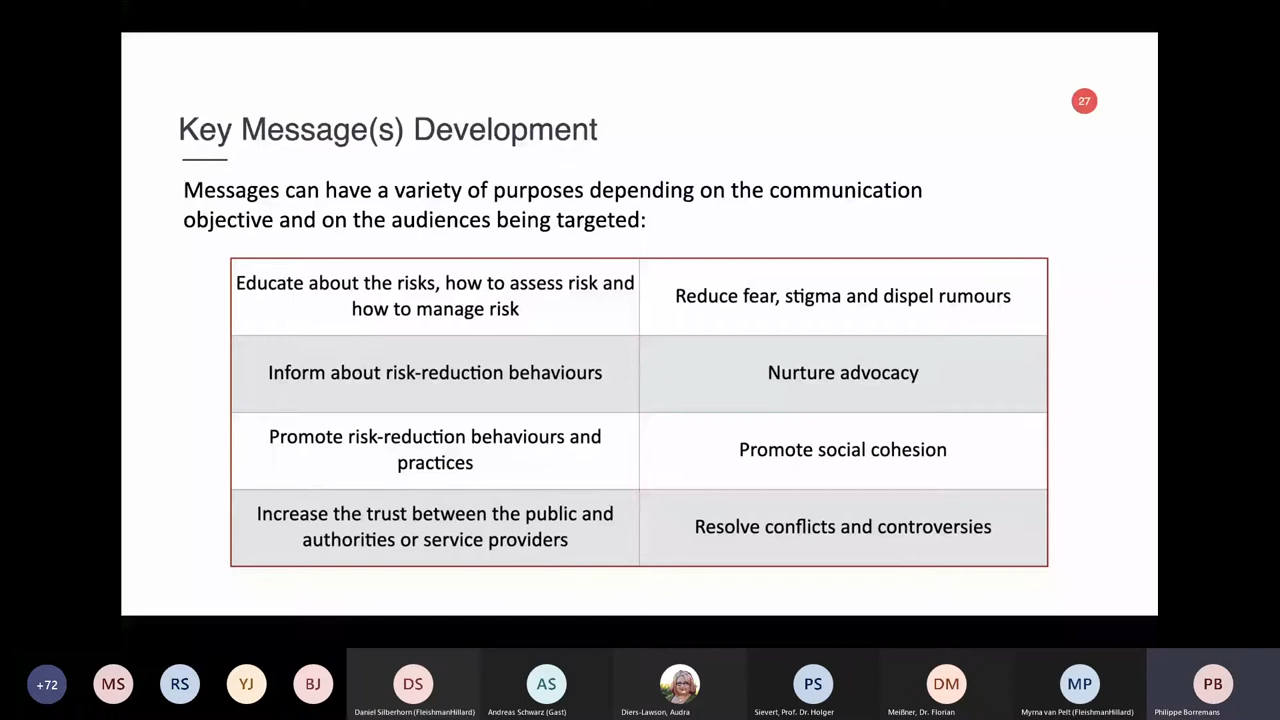 27
Key Message(s) Development
Messages can have a variety of purposes depending on the communication
objective and on the audiences being targeted:
Educate about the risks, how to assess risk and
how to manage risk
Reduce fear, stigma and dispel rumours
Inform about risk-reduction behaviours
Nurture advocacy
Promote risk-reduction behaviours and
practices
Promote social cohesion
Increase the trust between the public and
authorities or service providers
Resolve conflicts and controversies
+72
MS
RS
YJ
BJ
DS
AS
PS
DM
MP
PB
Daniel Silberhorn (FleishmanHillard)
Andreas Schwarz (Gast)
Diers-Lawson, Audra
Sievert, Prof. Dr. Holger
Meißner, Dr. Florian
Myrna van Pelt (FleishmanHillard)
Philippe Borremans